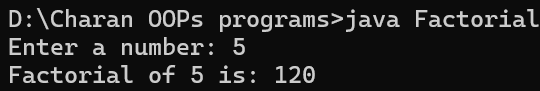 D:\Charan OOPs programs>java Factorial
Enter a number: 5
Factorial of 5 is: 120